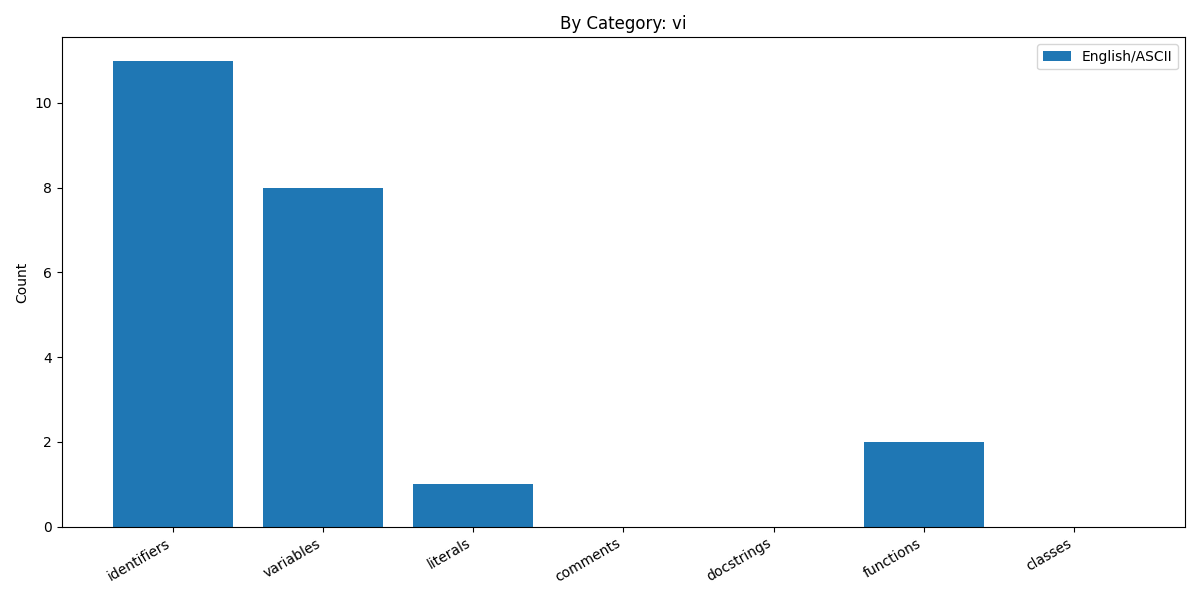 By Category: vi
English/ASCII
Count
10
8
6
4
2
0
identifiers
variables
literals
comments
docstrings
functions
classes